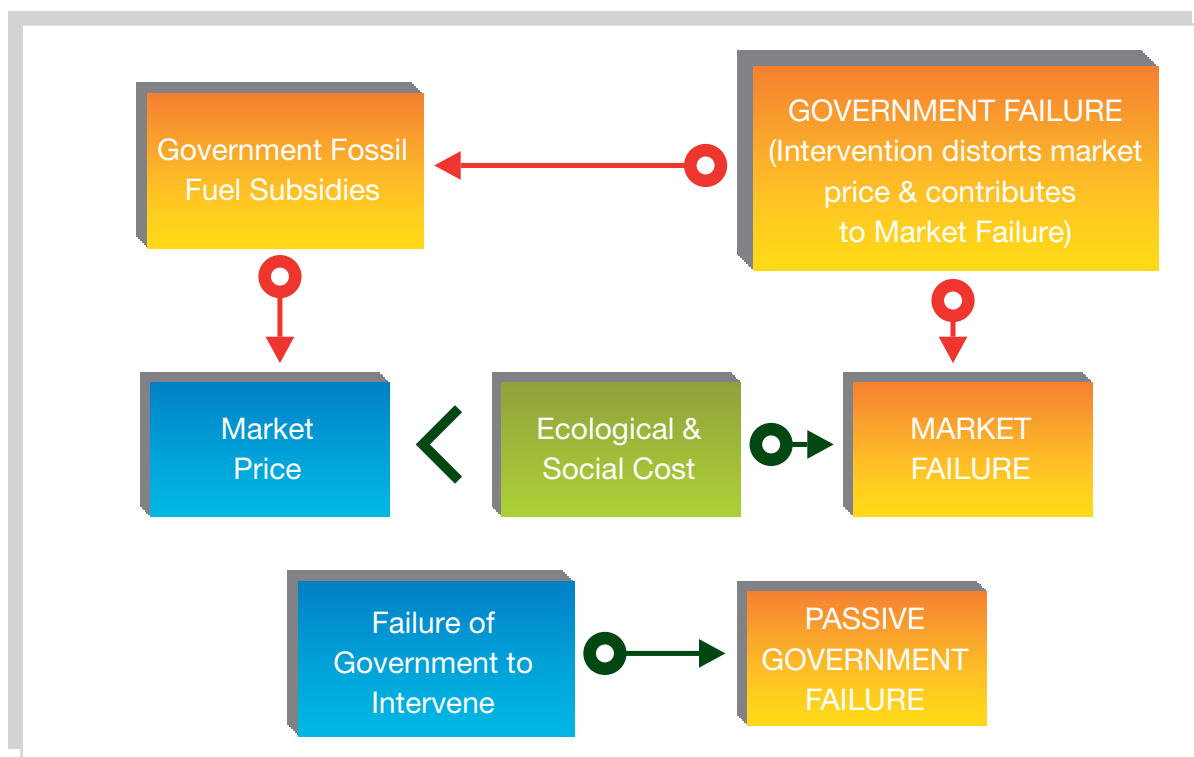 Government Fossil
Fuel Subsidies
GOVERNMENT FAILURE
(Intervention distorts market
price & contributes
to Market Failure)
Market
Price
Ecological &
Social Cost
MARKET
FAILURE
Failure of
Government to
Intervene
PASSIVE
GOVERNMENT
FAILURE